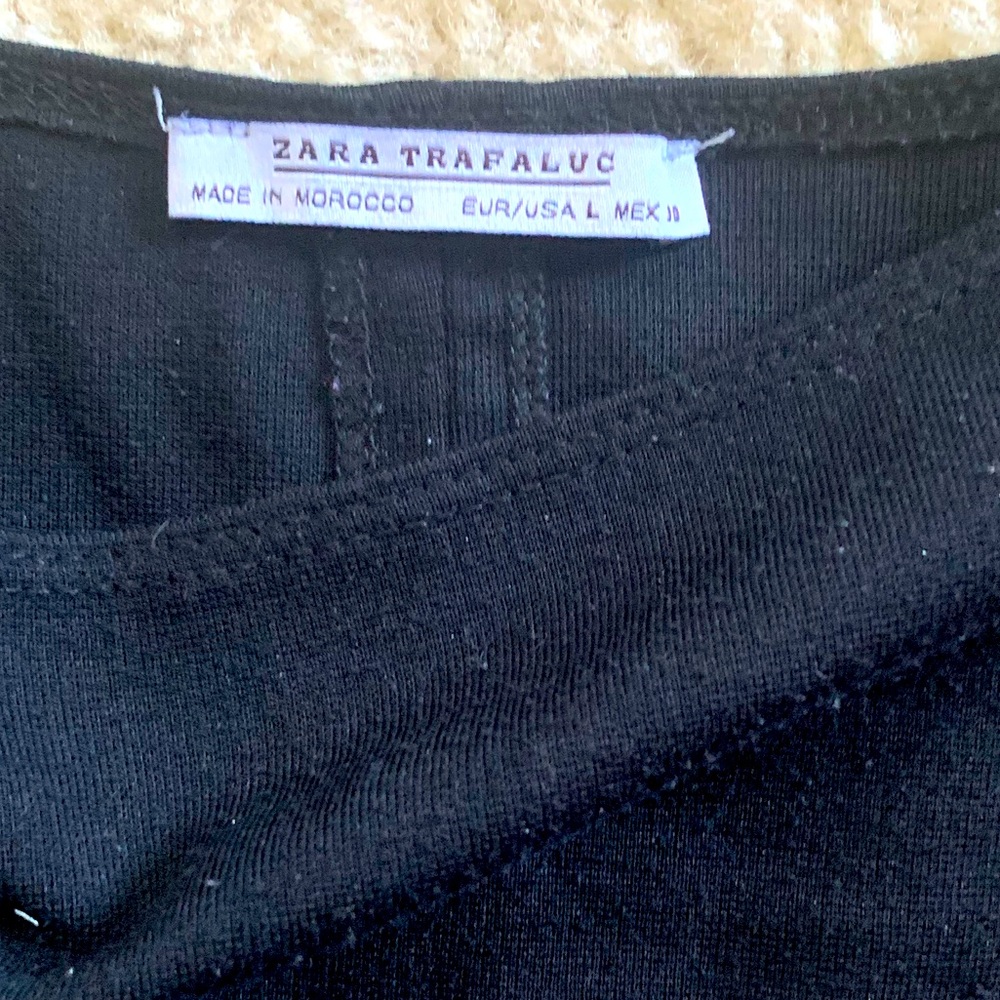 ZARA TRAFALUC
MADE IN MOROCCO EUR/USA L MEX